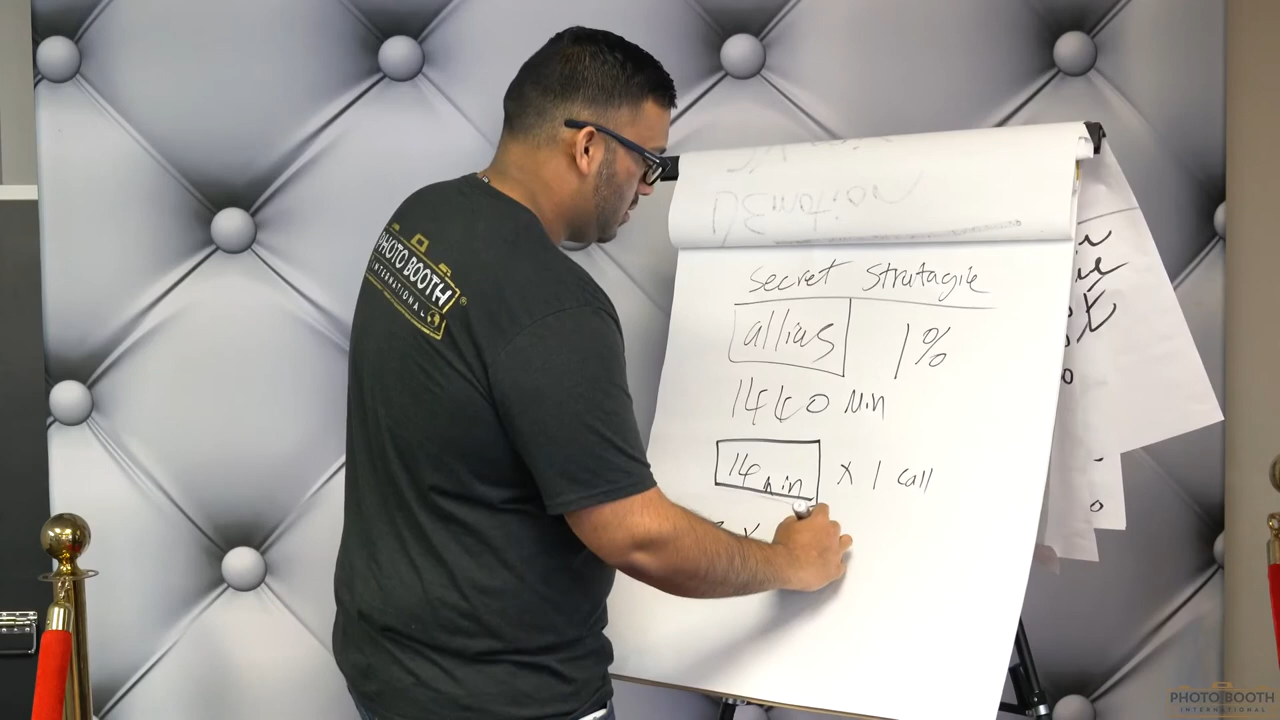 PHOTO BOOTH
INTERNATIONAL
secret Stratagie
allias 1%
1440 Min
14 min x 1 call
x
PHOTO BOOTH
INTERNATIONAL